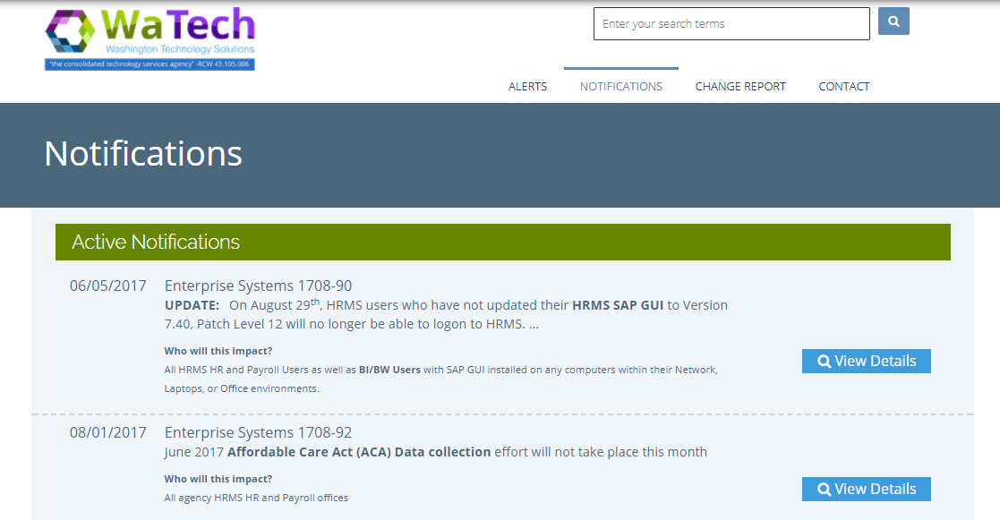 WaTech
Washington Technology Solutions
"the consolidated technology services agency" -RCW 43.105.006
Enter your search terms
ALERTS NOTIFICATIONS CHANGE REPORT CONTACT
Notifications
Active Notifications
06/05/2017 Enterprise Systems 1708-90
UPDATE: On August 29th, HRMS users who have not updated their HRMS SAP GUI to Version
7.40, Patch Level 12 will no longer be able to logon to HRMS. ...
Who will this impact?
All HRMS HR and Payroll Users as well as BI/BW Users with SAP GUI installed on any computers within their Network,
Laptops, or Office environments.
View Details
08/01/2017 Enterprise Systems 1708-92
June 2017 Affordable Care Act (ACA) Data collection effort will not take place this month
Who will this impact?
All agency HRMS HR and Payroll offices
View Details